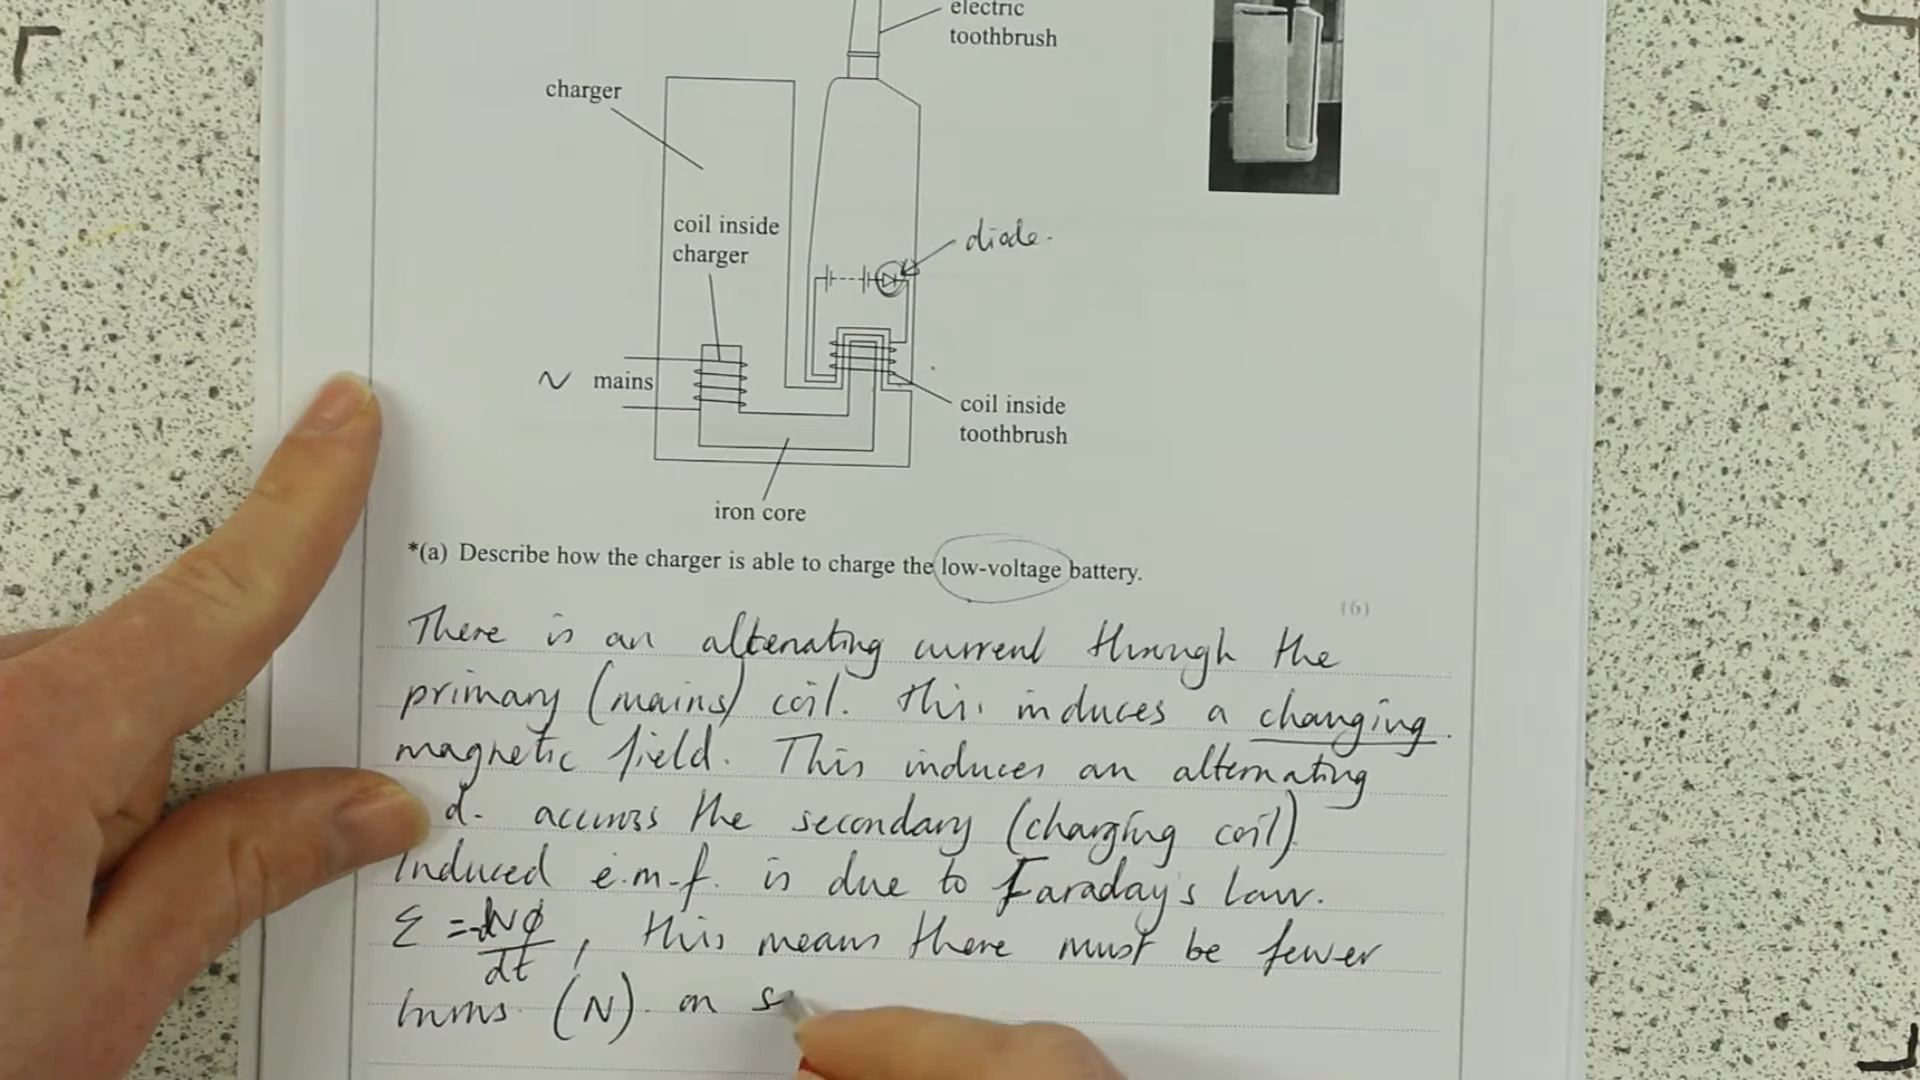 electric
toothbrush
charger
coil inside
charger
diode.
~ mains
coil inside
toothbrush
iron core
*(a) Describe how the charger is able to charge the low-voltage battery.
(6)
There is an alternating current through the
primary (mains) coil. This induces a changing
magnetic field. This induces an alternating
d. accross the secondary (charging coil).
Induced e.m.f. is due to Faraday's Law.
Ɛ = -dNϕ/dt, this means there must be fewer
turns (N) on s